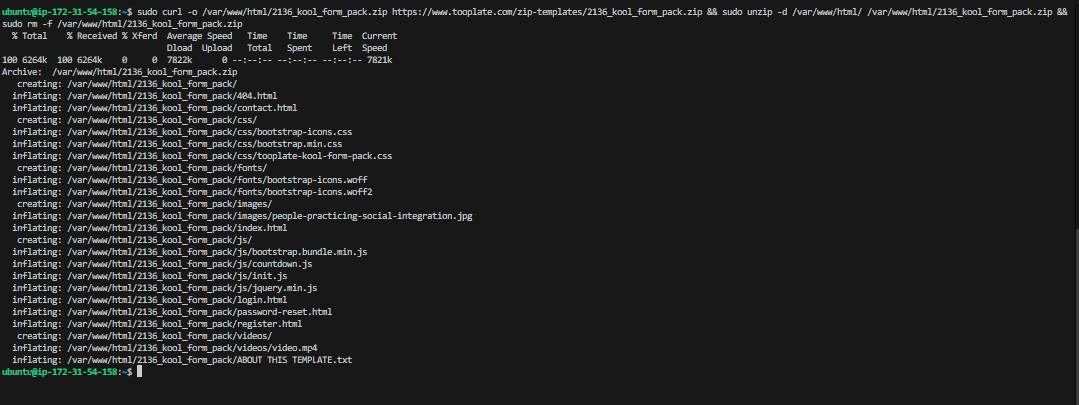 ubuntu@ip-172-31-54-158:~$ sudo curl -o /var/www/html/2136_kool_form_pack.zip https://www.tooplate.com/zip-templates/2136_kool_form_pack.zip && sudo unzip -d /var/www/html/ /var/www/html/2136_kool_form_pack.zip &&
sudo rm -f /var/www/html/2136_kool_form_pack.zip
  % Total    % Received % Xferd  Average Speed   Time    Time     Time  Current
                                 Dload  Upload   Total   Spent    Left  Speed
100 6264k  100 6264k    0     0  7822k      0 --:--:-- --:--:-- --:--:-- 7821k
Archive:  /var/www/html/2136_kool_form_pack.zip
   creating: /var/www/html/2136_kool_form_pack/
  inflating: /var/www/html/2136_kool_form_pack/404.html
  inflating: /var/www/html/2136_kool_form_pack/contact.html
   creating: /var/www/html/2136_kool_form_pack/css/
  inflating: /var/www/html/2136_kool_form_pack/css/bootstrap-icons.css
  inflating: /var/www/html/2136_kool_form_pack/css/bootstrap.min.css
  inflating: /var/www/html/2136_kool_form_pack/css/tooplate-kool-form-pack.css
   creating: /var/www/html/2136_kool_form_pack/fonts/
  inflating: /var/www/html/2136_kool_form_pack/fonts/bootstrap-icons.woff
  inflating: /var/www/html/2136_kool_form_pack/fonts/bootstrap-icons.woff2
   creating: /var/www/html/2136_kool_form_pack/images/
  inflating: /var/www/html/2136_kool_form_pack/images/people-practicing-social-integration.jpg
  inflating: /var/www/html/2136_kool_form_pack/index.html
   creating: /var/www/html/2136_kool_form_pack/js/
  inflating: /var/www/html/2136_kool_form_pack/js/bootstrap.bundle.min.js
  inflating: /var/www/html/2136_kool_form_pack/js/countdown.js
  inflating: /var/www/html/2136_kool_form_pack/js/init.js
  inflating: /var/www/html/2136_kool_form_pack/js/jquery.min.js
  inflating: /var/www/html/2136_kool_form_pack/login.html
  inflating: /var/www/html/2136_kool_form_pack/password-reset.html
  inflating: /var/www/html/2136_kool_form_pack/register.html
   creating: /var/www/html/2136_kool_form_pack/videos/
  inflating: /var/www/html/2136_kool_form_pack/videos/video.mp4
  inflating: /var/www/html/2136_kool_form_pack/ABOUT THIS TEMPLATE.txt
ubuntu@ip-172-31-54-158:~$